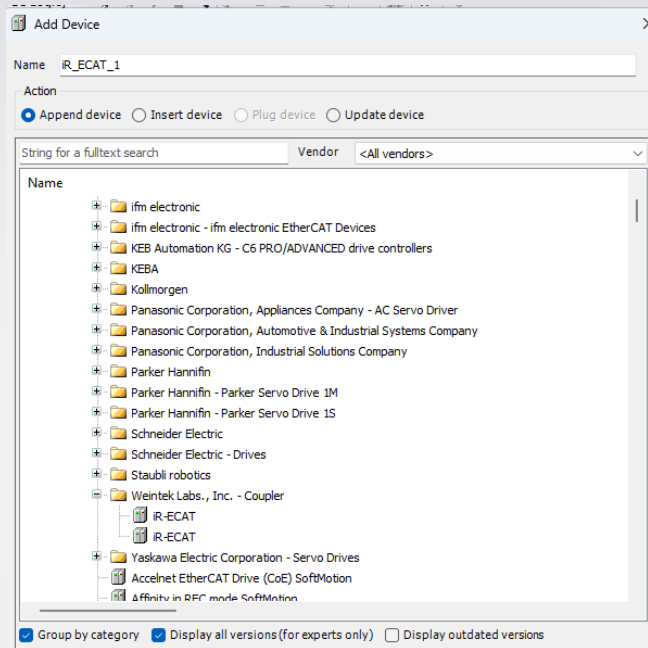 Add Device
Name iR_ECAT_1
Action
Append device Insert device Plug device Update device
String for a fulltext search Vendor <All vendors>
Name
ifm electronic
ifm electronic - ifm electronic EtherCAT Devices
KEB Automation KG - C6 PRO/ADVANCED drive controllers
KEBA
Kollmorgen
Panasonic Corporation, Appliances Company - AC Servo Driver
Panasonic Corporation, Automotive & Industrial Systems Company
Panasonic Corporation, Industrial Solutions Company
Parker Hannifin
Parker Hannifin - Parker Servo Drive 1M
Parker Hannifin - Parker Servo Drive 1S
Schneider Electric
Schneider Electric - Drives
Staubli robotics
Weintek Labs., Inc. - Coupler
iR-ECAT
iR-ECAT
Yaskawa Electric Corporation - Servo Drives
Accelnet EtherCAT Drive (CoE) SoftMotion
Affinity in REC mode SoftMotion
Group by category Display all versions (for experts only) Display outdated versions